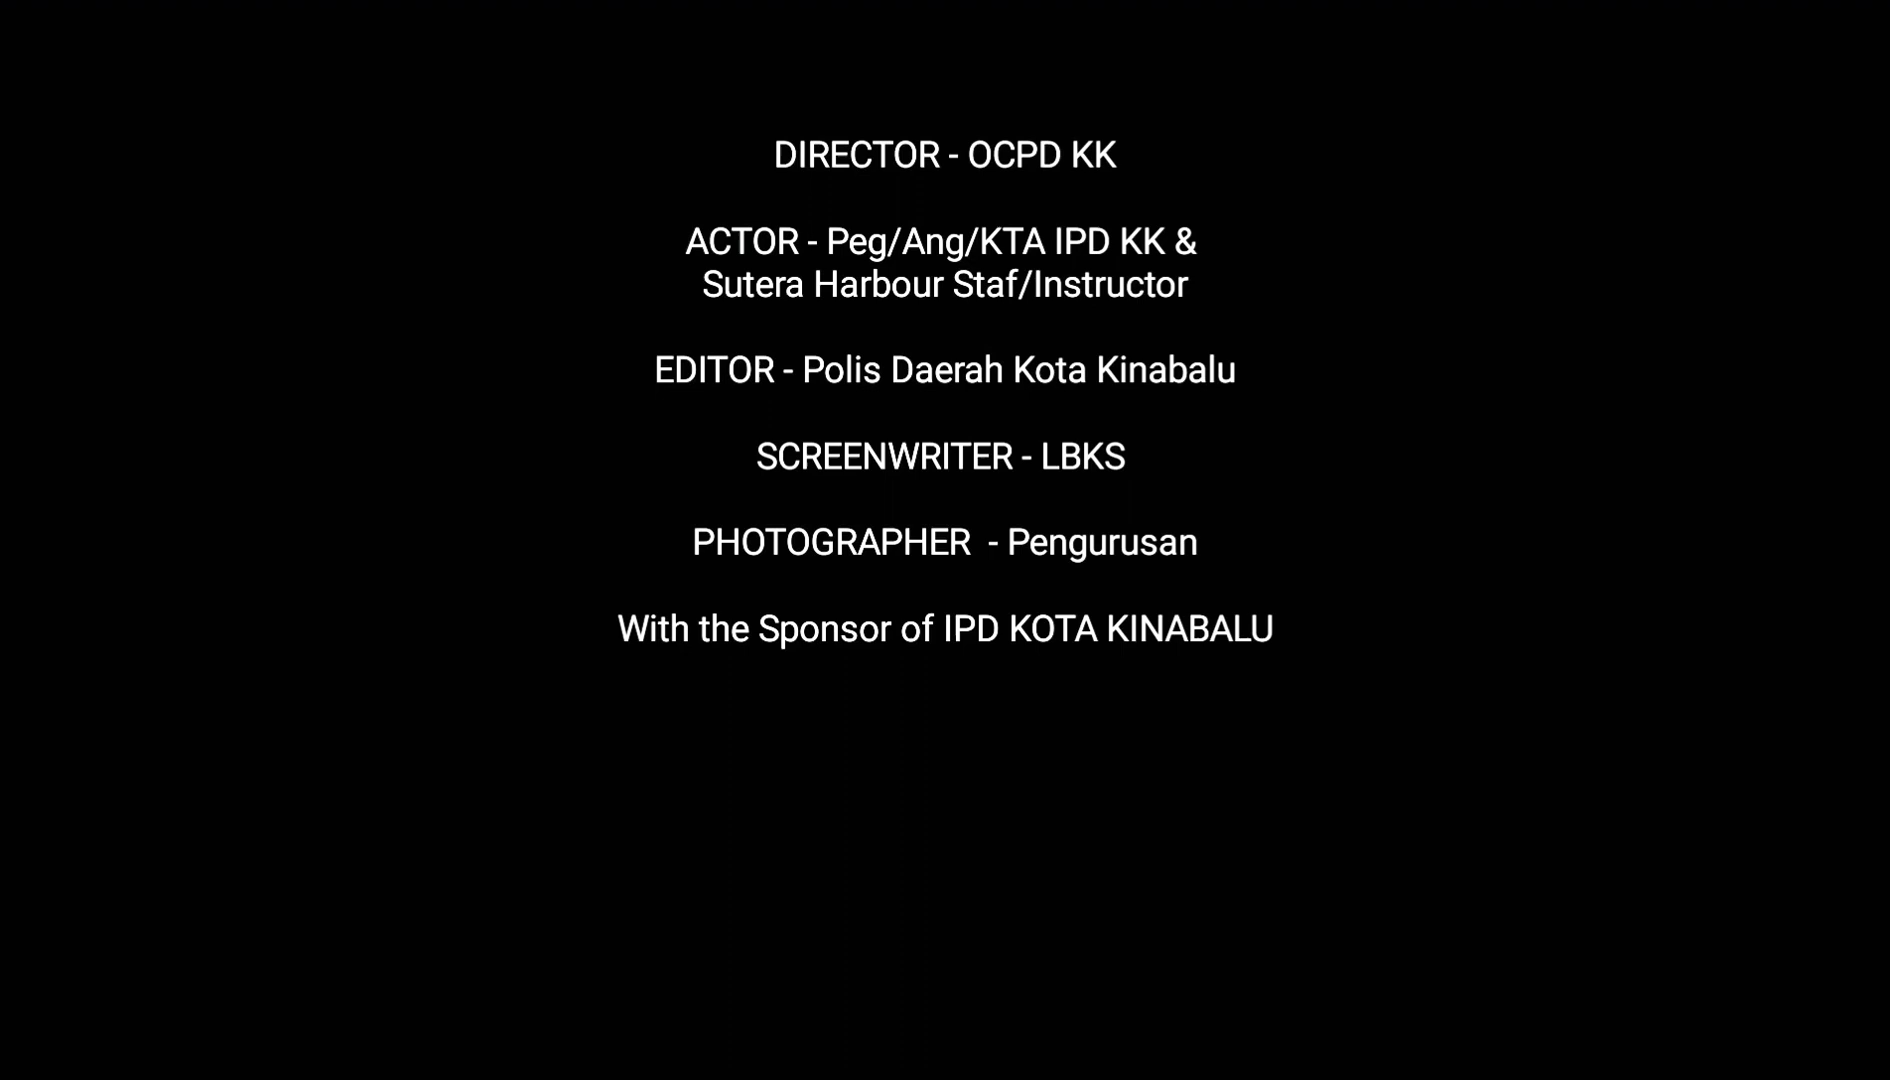 DIRECTOR - OCPD KK
ACTOR - Peg/Ang/KTA IPD KK &
Sutera Harbour Staf/Instructor
EDITOR - Polis Daerah Kota Kinabalu
SCREENWRITER - LBKS
PHOTOGRAPHER  - Pengurusan
With the Sponsor of IPD KOTA KINABALU